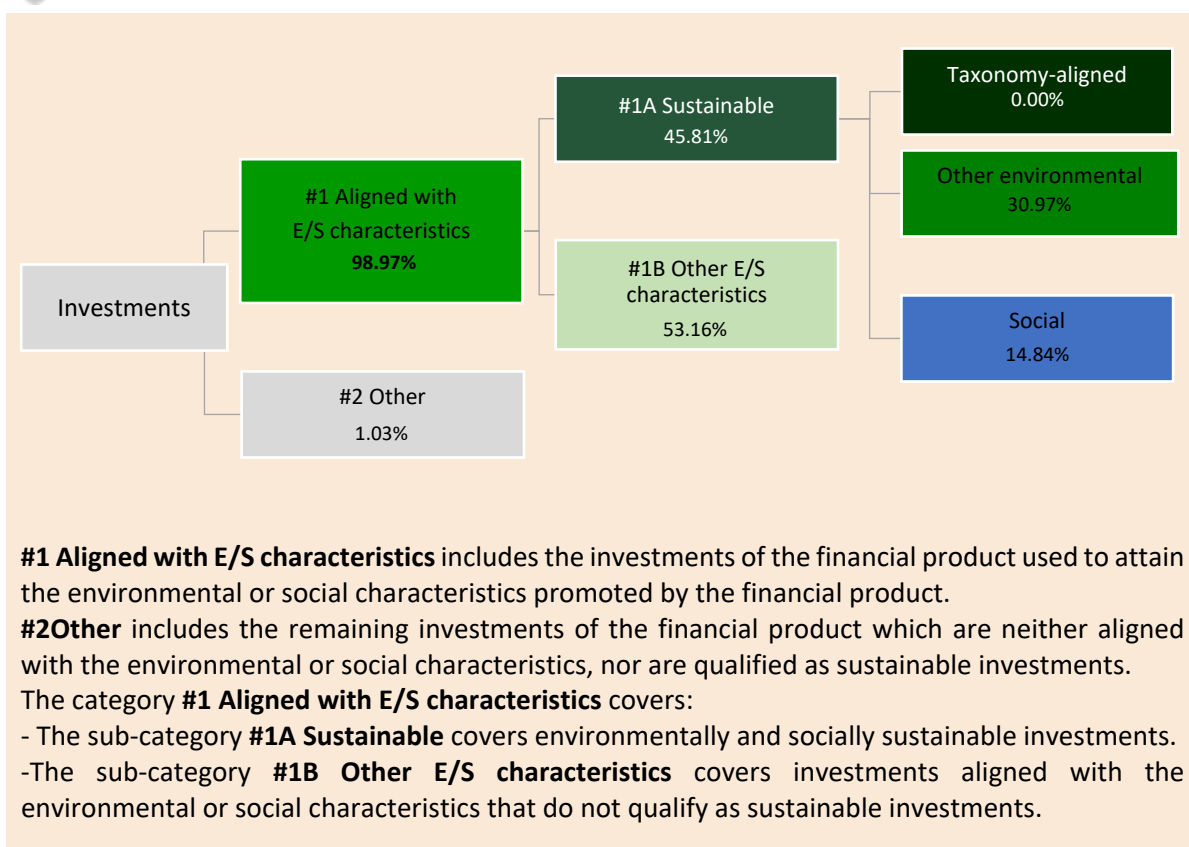 Investments
#1 Aligned with
E/S characteristics
98.97%
#2 Other
1.03%
#1A Sustainable
45.81%
#1B Other E/S
characteristics
53.16%
Taxonomy-aligned
0.00%
Other environmental
30.97%
Social
14.84%
#1 Aligned with E/S characteristics includes the investments of the financial product used to attain
the environmental or social characteristics promoted by the financial product.
#2Other includes the remaining investments of the financial product which are neither aligned
with the environmental or social characteristics, nor are qualified as sustainable investments.
The category #1 Aligned with E/S characteristics covers:
- The sub-category #1A Sustainable covers environmentally and socially sustainable investments.
-The sub-category #1B Other E/S characteristics covers investments aligned with the
environmental or social characteristics that do not qualify as sustainable investments.